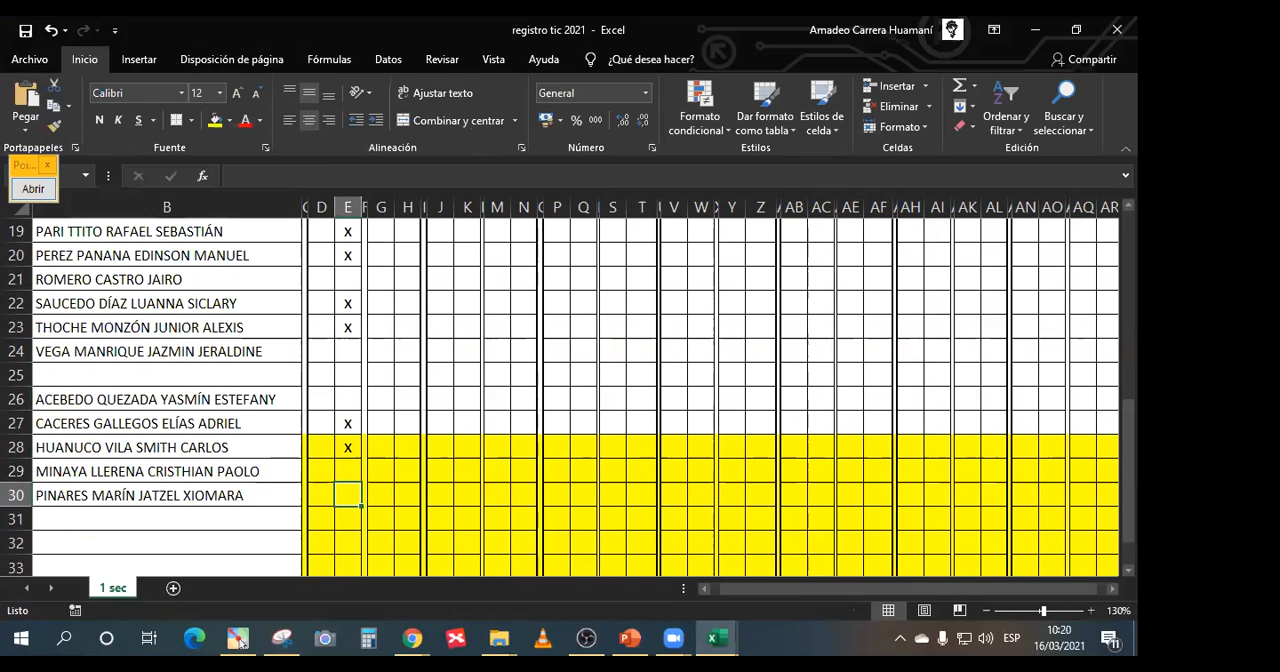 registro tic 2021 - Excel
Amadeo Carrera Huamaní
Archivo Inicio Insertar Disposición de página Fórmulas Datos Revisar Vista Ayuda ¿Qué desea hacer? Compartir
Pegar
Calibri 12
N K S
Ajustar texto
Combinar y centrar
General
% 000
Formato condicional
Dar formato como tabla
Estilos de celda
Insertar
Eliminar
Formato
Ordenar y filtrar
Buscar y seleccionar
Portapapeles Fuente Alineación Número Estilos Celdas Edición
Poi... x
Abrir
fx
B D E G H J K M N P Q S T V W Y Z AB AC AE AF AH AI AK AL AN AO AQ AR
19 PARI TTITO RAFAEL SEBASTIÁN x
20 PEREZ PANANA EDINSON MANUEL x
21 ROMERO CASTRO JAIRO
22 SAUCEDO DÍAZ LUANNA SICLARY x
23 THOCHE MONZÓN JUNIOR ALEXIS x
24 VEGA MANRIQUE JAZMIN JERALDINE
25
26 ACEBEDO QUEZADA YASMÍN ESTEFANY
27 CACERES GALLEGOS ELÍAS ADRIEL x
28 HUANUCO VILA SMITH CARLOS x
29 MINAYA LLERENA CRISTHIAN PAOLO
30 PINARES MARÍN JATZEL XIOMARA
31
32
33
1 sec
Listo
130%
ESP
10:20
16/03/2021